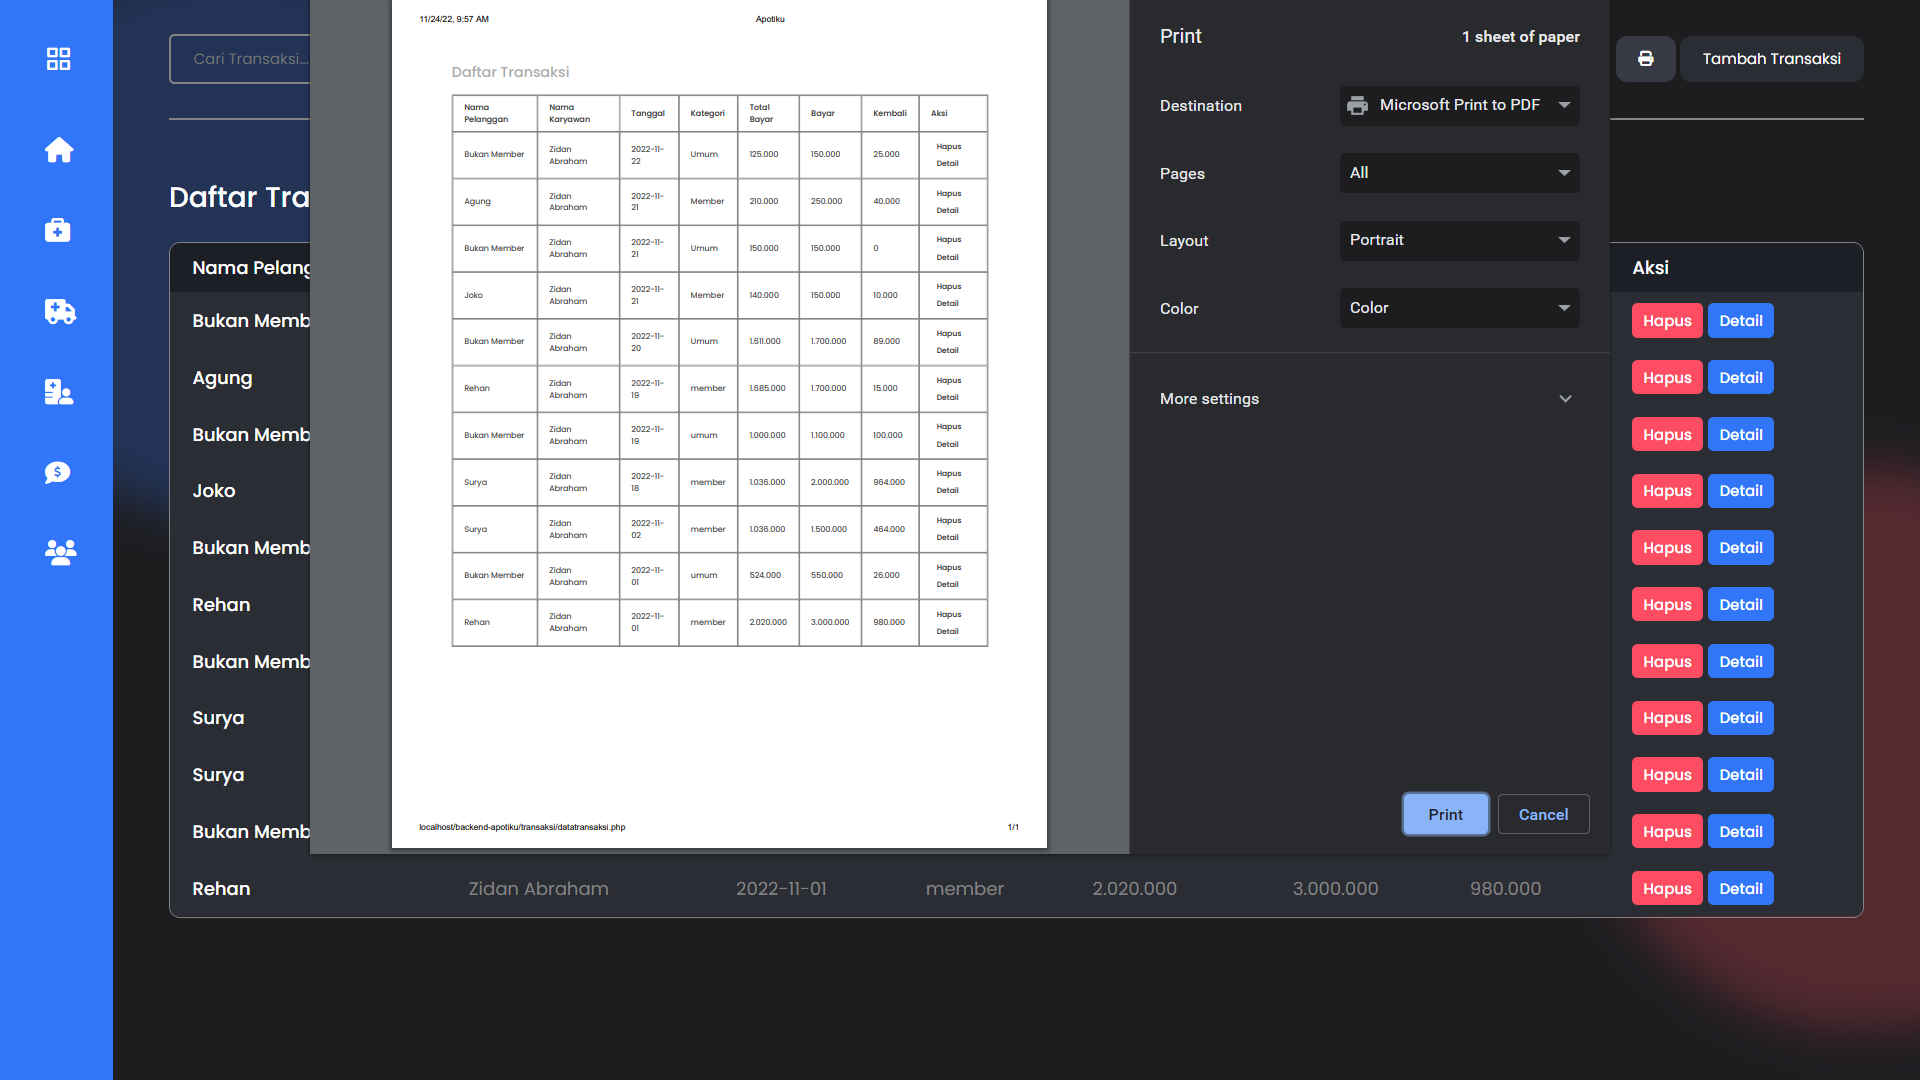 Cari Transaksi...
Tambah Transaksi
Daftar Tra
Nama Pelang
Aksi
Bukan Memb
Hapus Detail
Agung
Hapus Detail
Bukan Memb
Hapus Detail
Joko
Hapus Detail
Bukan Memb
Hapus Detail
Rehan
Hapus Detail
Bukan Memb
Hapus Detail
Surya
Hapus Detail
Surya
Hapus Detail
Bukan Memb
Hapus Detail
Rehan Zidan Abraham 2022-11-01 member 2.020.000 3.000.000 980.000
Hapus Detail
11/24/22, 9:57 AM Apotiku
Daftar Transaksi
Nama Pelanggan Nama Karyawan Tanggal Kategori Total Bayar Bayar Kembali Aksi
Bukan Member Zidan Abraham 2022-11-22 Umum 125.000 150.000 25.000 Hapus Detail
Agung Zidan Abraham 2022-11-21 Member 210.000 250.000 40.000 Hapus Detail
Bukan Member Zidan Abraham 2022-11-21 Umum 150.000 150.000 0 Hapus Detail
Joko Zidan Abraham 2022-11-21 Member 140.000 150.000 10.000 Hapus Detail
Bukan Member Zidan Abraham 2022-11-20 Umum 1.611.000 1.700.000 89.000 Hapus Detail
Rehan Zidan Abraham 2022-11-19 member 1.685.000 1.700.000 15.000 Hapus Detail
Bukan Member Zidan Abraham 2022-11-19 umum 1.000.000 1.100.000 100.000 Hapus Detail
Surya Zidan Abraham 2022-11-18 member 1.036.000 2.000.000 964.000 Hapus Detail
Surya Zidan Abraham 2022-11-02 member 1.036.000 1.500.000 464.000 Hapus Detail
Bukan Member Zidan Abraham 2022-11-01 umum 524.000 550.000 26.000 Hapus Detail
Rehan Zidan Abraham 2022-11-01 member 2.020.000 3.000.000 980.000 Hapus Detail
localhost/backend-apotiku/transaksi/datatransaksi.php 1/1
Print 1 sheet of paper
Destination Microsoft Print to PDF
Pages All
Layout Portrait
Color Color
More settings
Print Cancel